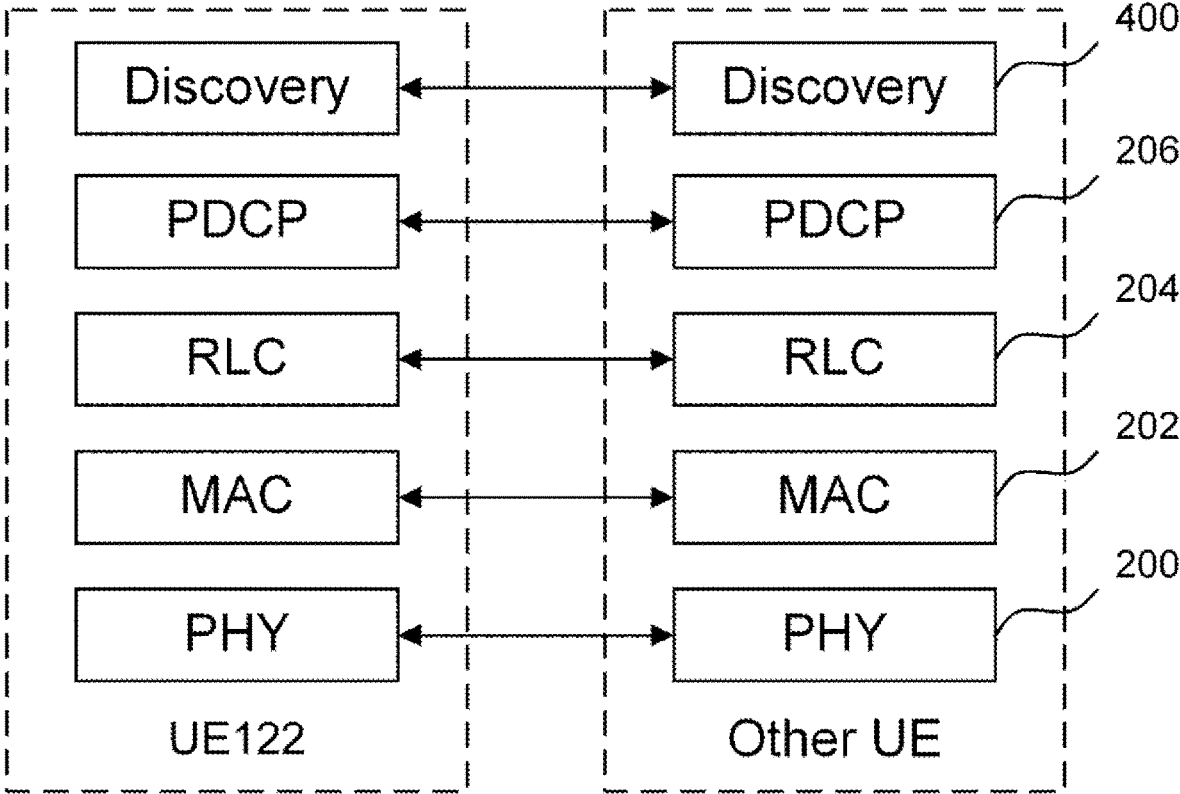 400
Discovery Discovery
206
PDCP PDCP
204
RLC RLC
202
MAC MAC
200
PHY PHY
UE122 Other UE